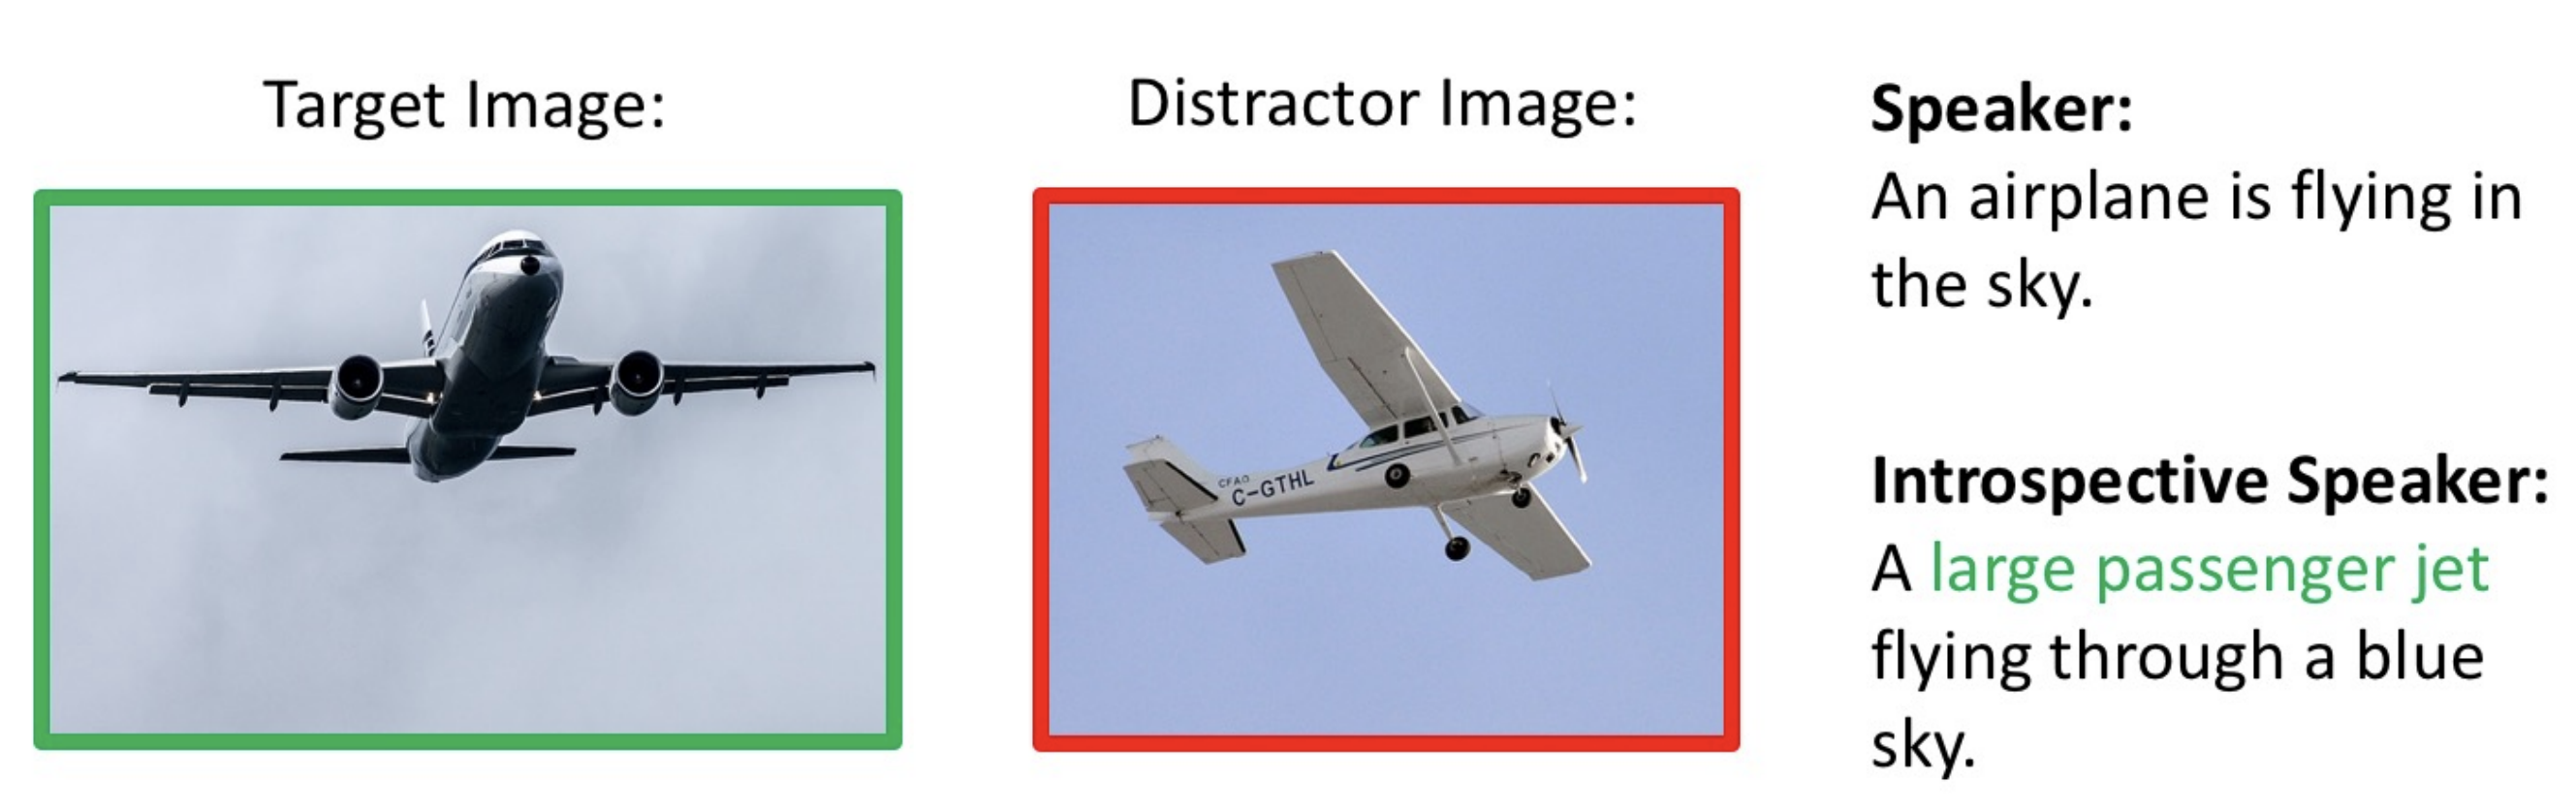 Target Image:
Distractor Image:
CFAO
C-GTHL
Speaker:
An airplane is flying in
the sky.
Introspective Speaker:
A large passenger jet
flying through a blue
sky.